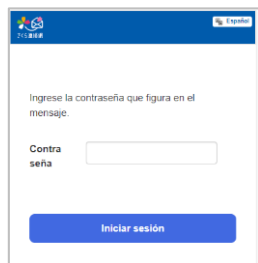 Español
Ingrese la contraseña que figura en el
mensaje.
Contra
seña
Iniciar sesión